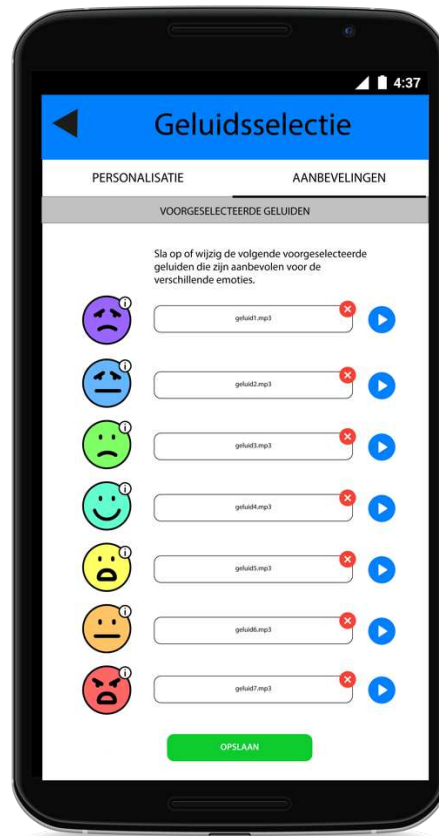 4:37
Geluidsselectie
PERSONALISATIE AANBEVELINGEN
VOORGESELECTEERDE GELUIDEN
Sla op of wijzig de volgende voorgeselecteerde
geluiden die zijn aanbevolen voor de
verschillende emoties.
i
geluid1.mp3
i
geluid2.mp3
i
geluid3.mp3
i
geluid4.mp3
i
geluid5.mp3
i
geluid6.mp3
i
geluid7.mp3
OPSLAAN